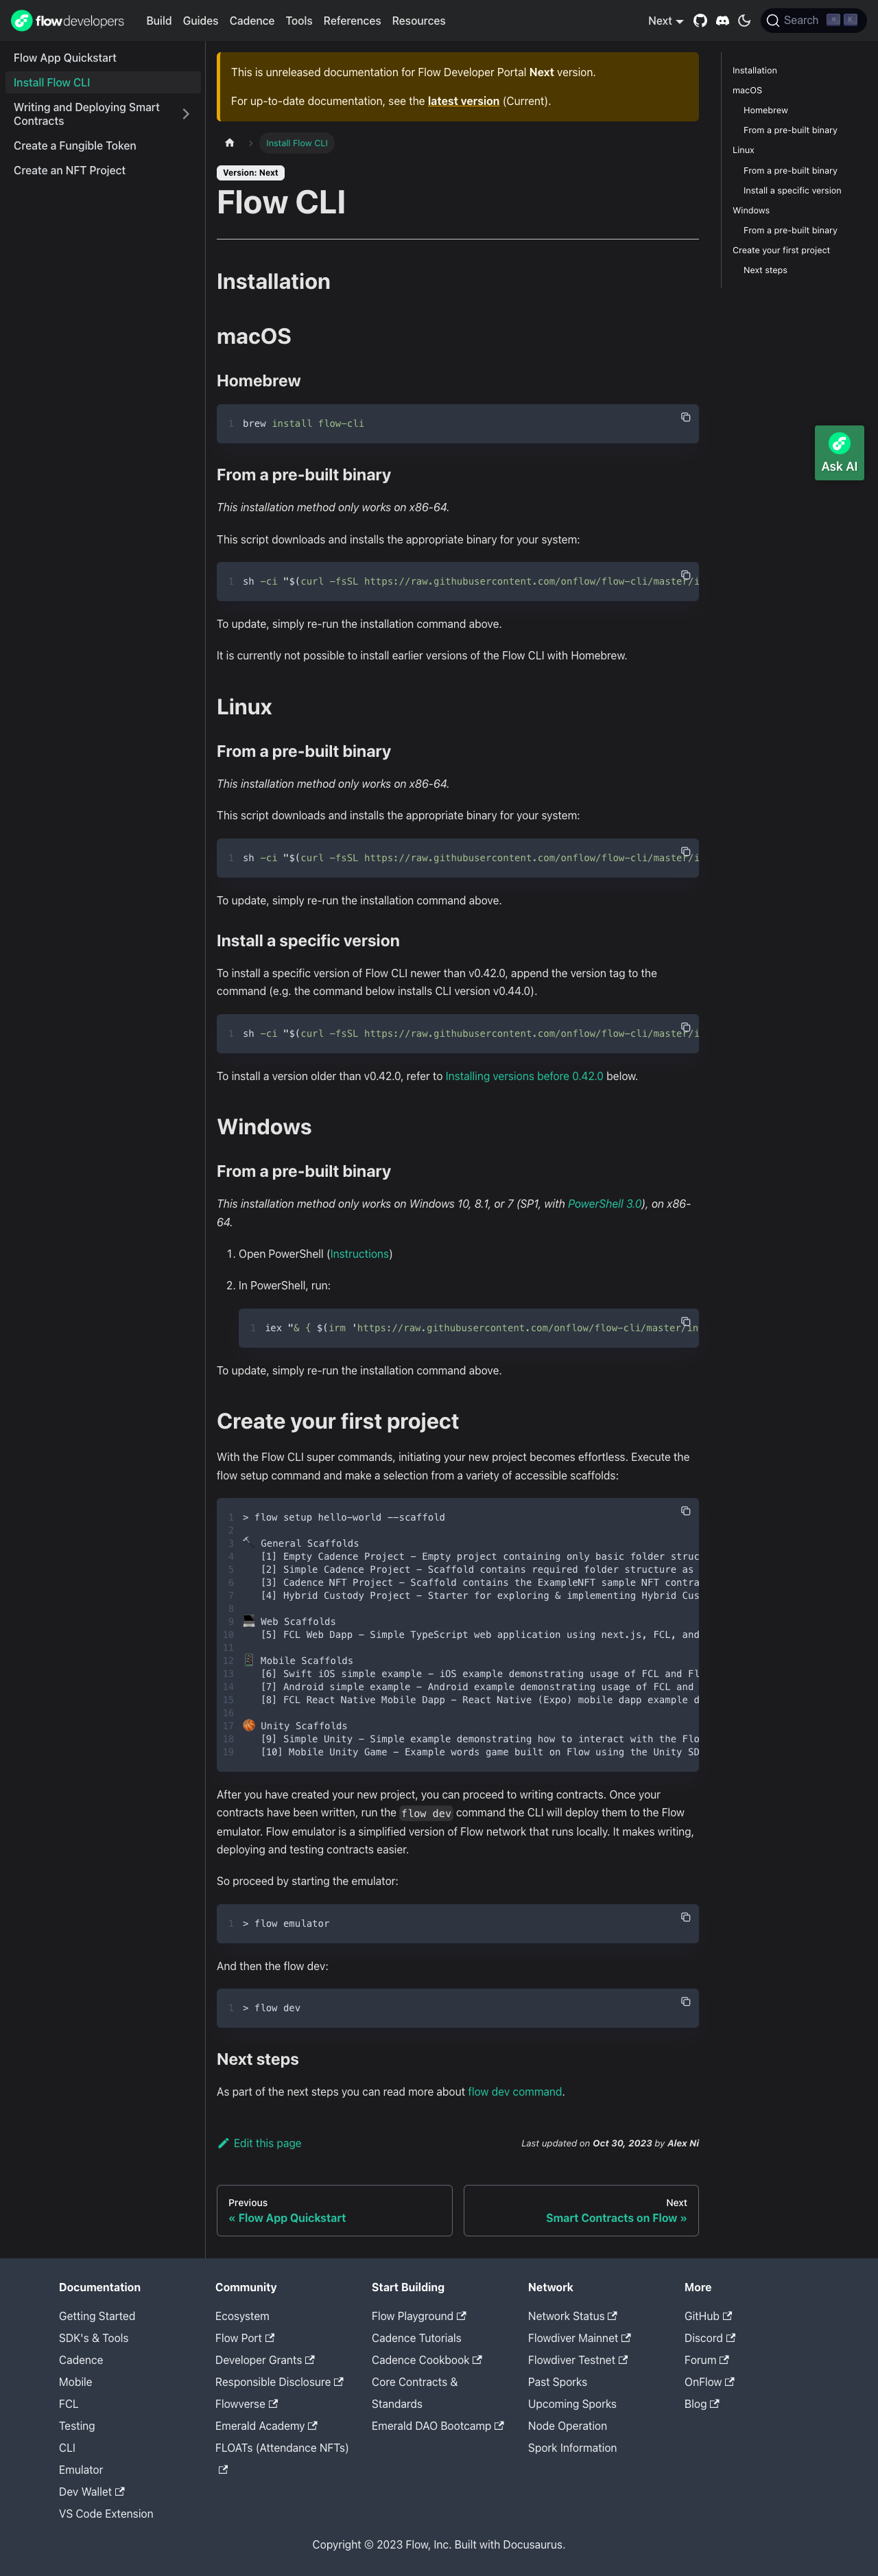 flowdevelopers
Build Guides Cadence Tools References Resources
Next
Search ⌘ K
Flow App Quickstart
Install Flow CLI
Writing and Deploying Smart
Contracts
Create a Fungible Token
Create an NFT Project
This is unreleased documentation for Flow Developer Portal Next version.
For up-to-date documentation, see the latest version (Current).
Install Flow CLI
Version: Next
Flow CLI
Installation
macOS
Homebrew
1 brew install flow-cli
From a pre-built binary
This installation method only works on x86-64.
This script downloads and installs the appropriate binary for your system:
1 sh -ci "$(curl -fsSL https://raw.githubusercontent.com/onflow/flow-cli/master/i
To update, simply re-run the installation command above.
It is currently not possible to install earlier versions of the Flow CLI with Homebrew.
Linux
From a pre-built binary
This installation method only works on x86-64.
This script downloads and installs the appropriate binary for your system:
1 sh -ci "$(curl -fsSL https://raw.githubusercontent.com/onflow/flow-cli/master/i
To update, simply re-run the installation command above.
Install a specific version
To install a specific version of Flow CLI newer than v0.42.0, append the version tag to the
command (e.g. the command below installs CLI version v0.44.0).
1 sh -ci "$(curl -fsSL https://raw.githubusercontent.com/onflow/flow-cli/master/i
To install a version older than v0.42.0, refer to Installing versions before 0.42.0 below.
Windows
From a pre-built binary
This installation method only works on Windows 10, 8.1, or 7 (SP1, with PowerShell 3.0), on x86-
64.
1. Open PowerShell (Instructions)
2. In PowerShell, run:
1 iex "& { $(irm 'https://raw.githubusercontent.com/onflow/flow-cli/master/in
To update, simply re-run the installation command above.
Create your first project
With the Flow CLI super commands, initiating your new project becomes effortless. Execute the
flow setup command and make a selection from a variety of accessible scaffolds:
1 > flow setup hello-world --scaffold
2
3 🔨 General Scaffolds
4 [1] Empty Cadence Project - Empty project containing only basic folder struc
5 [2] Simple Cadence Project - Scaffold contains required folder structure as
6 [3] Cadence NFT Project - Scaffold contains the ExampleNFT sample NFT contra
7 [4] Hybrid Custody Project - Starter for exploring & implementing Hybrid Cus
8
9 💻 Web Scaffolds
10 [5] FCL Web Dapp - Simple TypeScript web application using next.js, FCL, and
11
12 📱 Mobile Scaffolds
13 [6] Swift iOS simple example - iOS example demonstrating usage of FCL and Fl
14 [7] Android simple example - Android example demonstrating usage of FCL and
15 [8] FCL React Native Mobile Dapp - React Native (Expo) mobile dapp example d
16
17 🏀 Unity Scaffolds
18 [9] Simple Unity - Simple example demonstrating how to interact with the Flo
19 [10] Mobile Unity Game - Example words game built on Flow using the Unity SD
After you have created your new project, you can proceed to writing contracts. Once your
contracts have been written, run the flow dev command the CLI will deploy them to the Flow
emulator. Flow emulator is a simplified version of Flow network that runs locally. It makes writing,
deploying and testing contracts easier.
So proceed by starting the emulator:
1 > flow emulator
And then the flow dev:
1 > flow dev
Next steps
As part of the next steps you can read more about flow dev command.
Edit this page
Last updated on Oct 30, 2023 by Alex Ni
Previous
« Flow App Quickstart
Next
Smart Contracts on Flow »
Installation
macOS
Homebrew
From a pre-built binary
Linux
From a pre-built binary
Install a specific version
Windows
From a pre-built binary
Create your first project
Next steps
Ask AI
Documentation
Getting Started
SDK's & Tools
Cadence
Mobile
FCL
Testing
CLI
Emulator
Dev Wallet
VS Code Extension
Community
Ecosystem
Flow Port
Developer Grants
Responsible Disclosure
Flowverse
Emerald Academy
FLOATs (Attendance NFTs)
Start Building
Flow Playground
Cadence Tutorials
Cadence Cookbook
Core Contracts &
Standards
Emerald DAO Bootcamp
Network
Network Status
Flowdiver Mainnet
Flowdiver Testnet
Past Sporks
Upcoming Sporks
Node Operation
Spork Information
More
GitHub
Discord
Forum
OnFlow
Blog
Copyright © 2023 Flow, Inc. Built with Docusaurus.